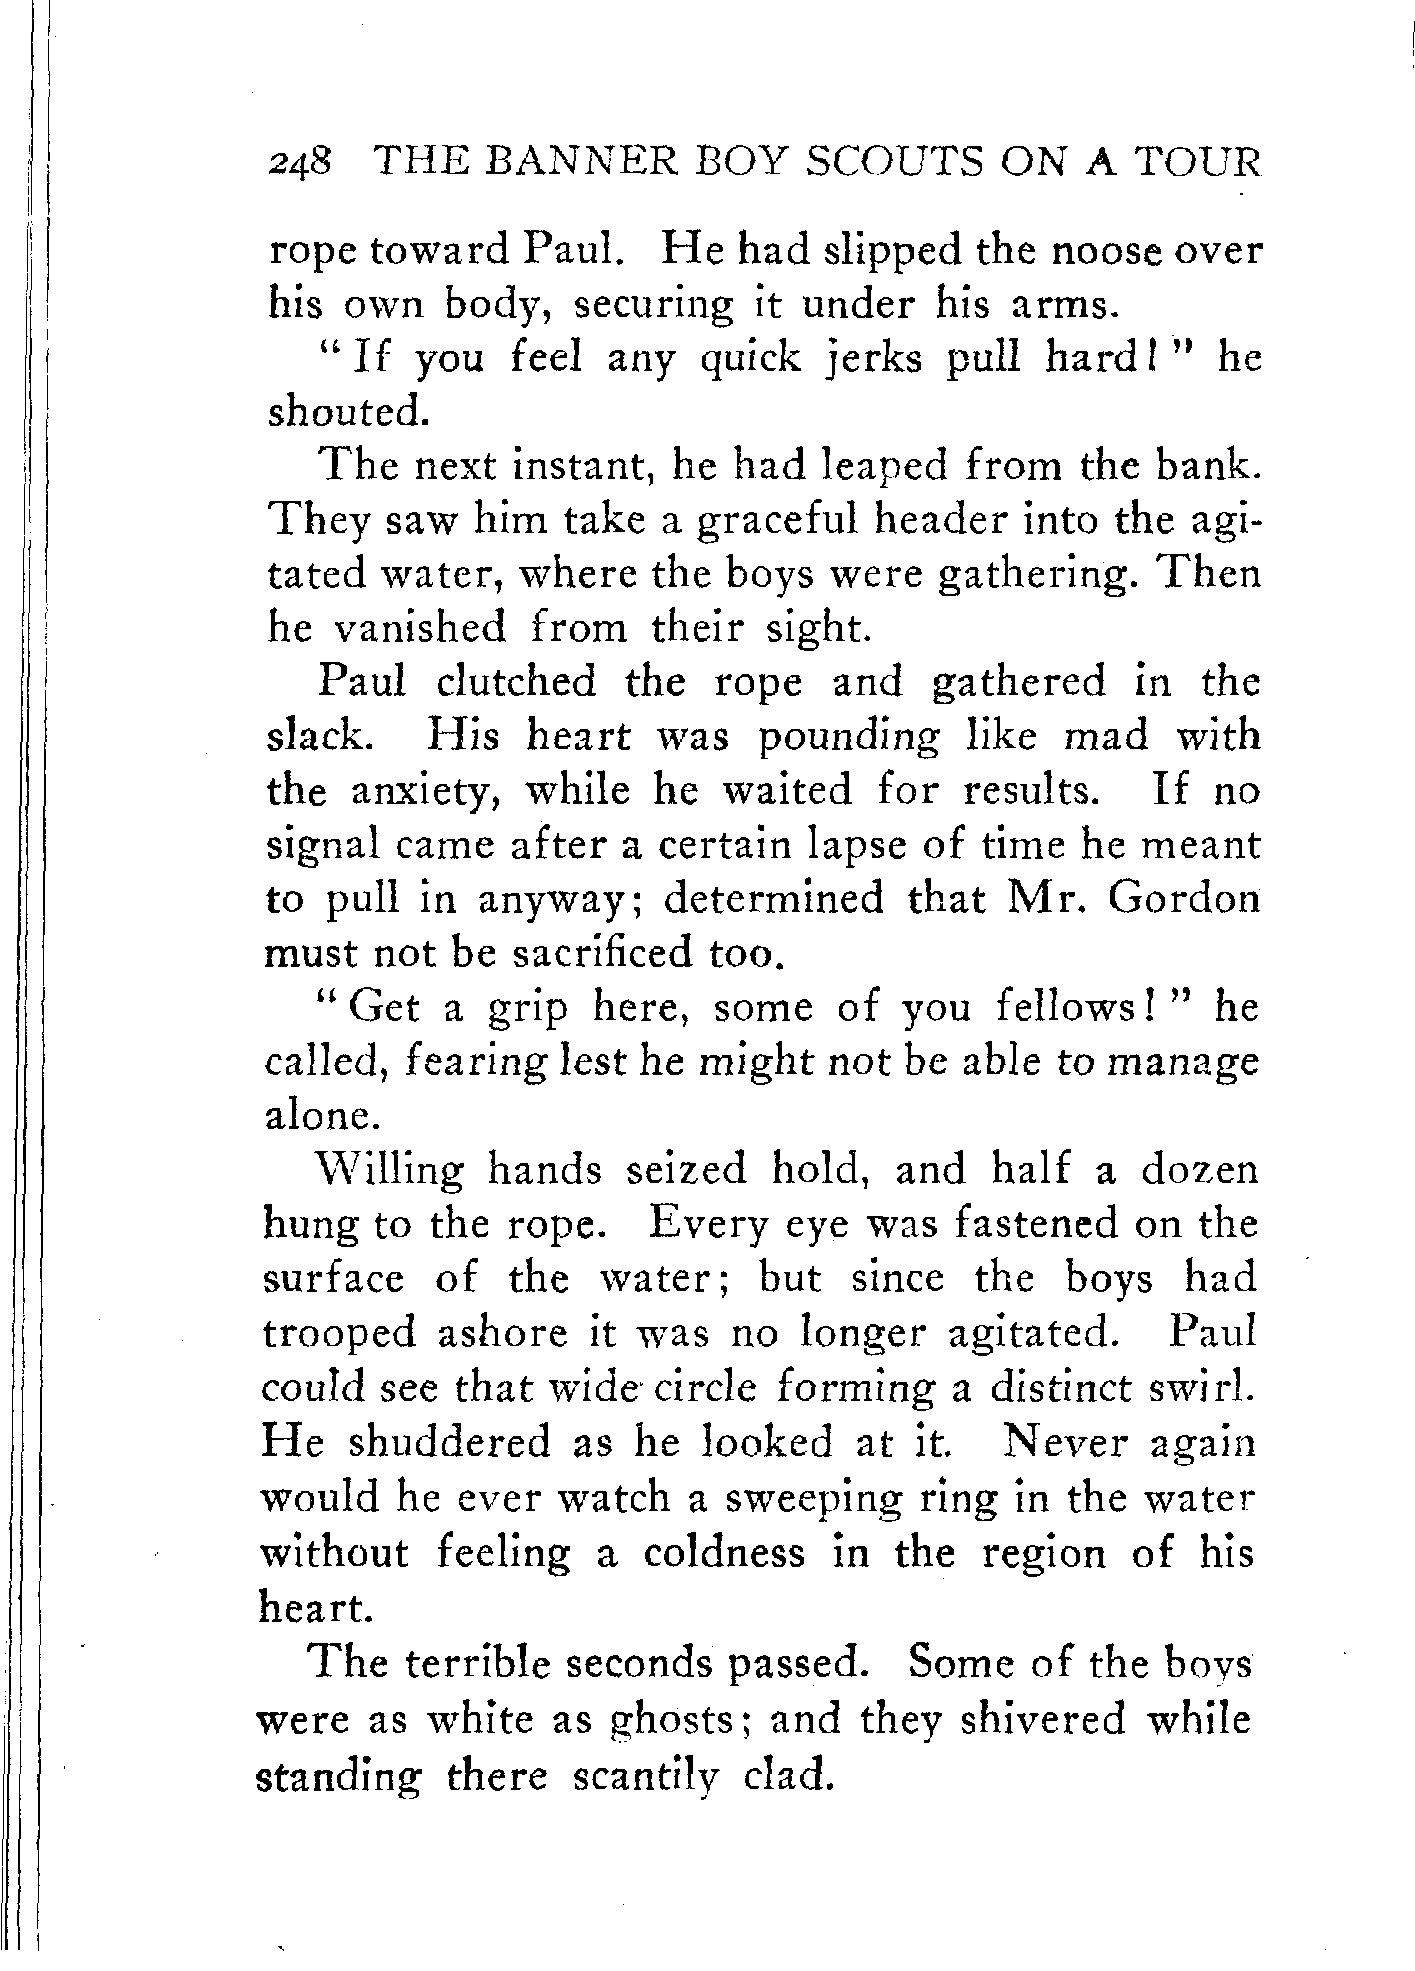 248 THE BANNER BOY SCOUTS ON A TOUR
rope toward Paul. He had slipped the noose over
his own body, securing it under his arms.
" If you feel any quick jerks pull hard! " he
shouted.
The next instant, he had leaped from the bank.
They saw him take a graceful header into the agi-
tated water, where the boys were gathering. Then
he vanished from their sight.
Paul clutched the rope and gathered in the
slack. His heart was pounding like mad with
the anxiety, while he waited for results. If no
signal came after a certain lapse of time he meant
to pull in anyway; determined that Mr. Gordon
must not be sacrificed too.
" Get a grip here, some of you fellows! " he
called, fearing lest he might not be able to manage
alone.
Willing hands seized hold, and half a dozen
hung to the rope. Every eye was fastened on the
surface of the water; but since the boys had
trooped ashore it was no longer agitated. Paul
could see that wide circle forming a distinct swirl.
He shuddered as he looked at it. Never again
would he ever watch a sweeping ring in the water
without feeling a coldness in the region of his
heart.
The terrible seconds passed. Some of the boys
were as white as ghosts; and they shivered while
standing there scantily clad.